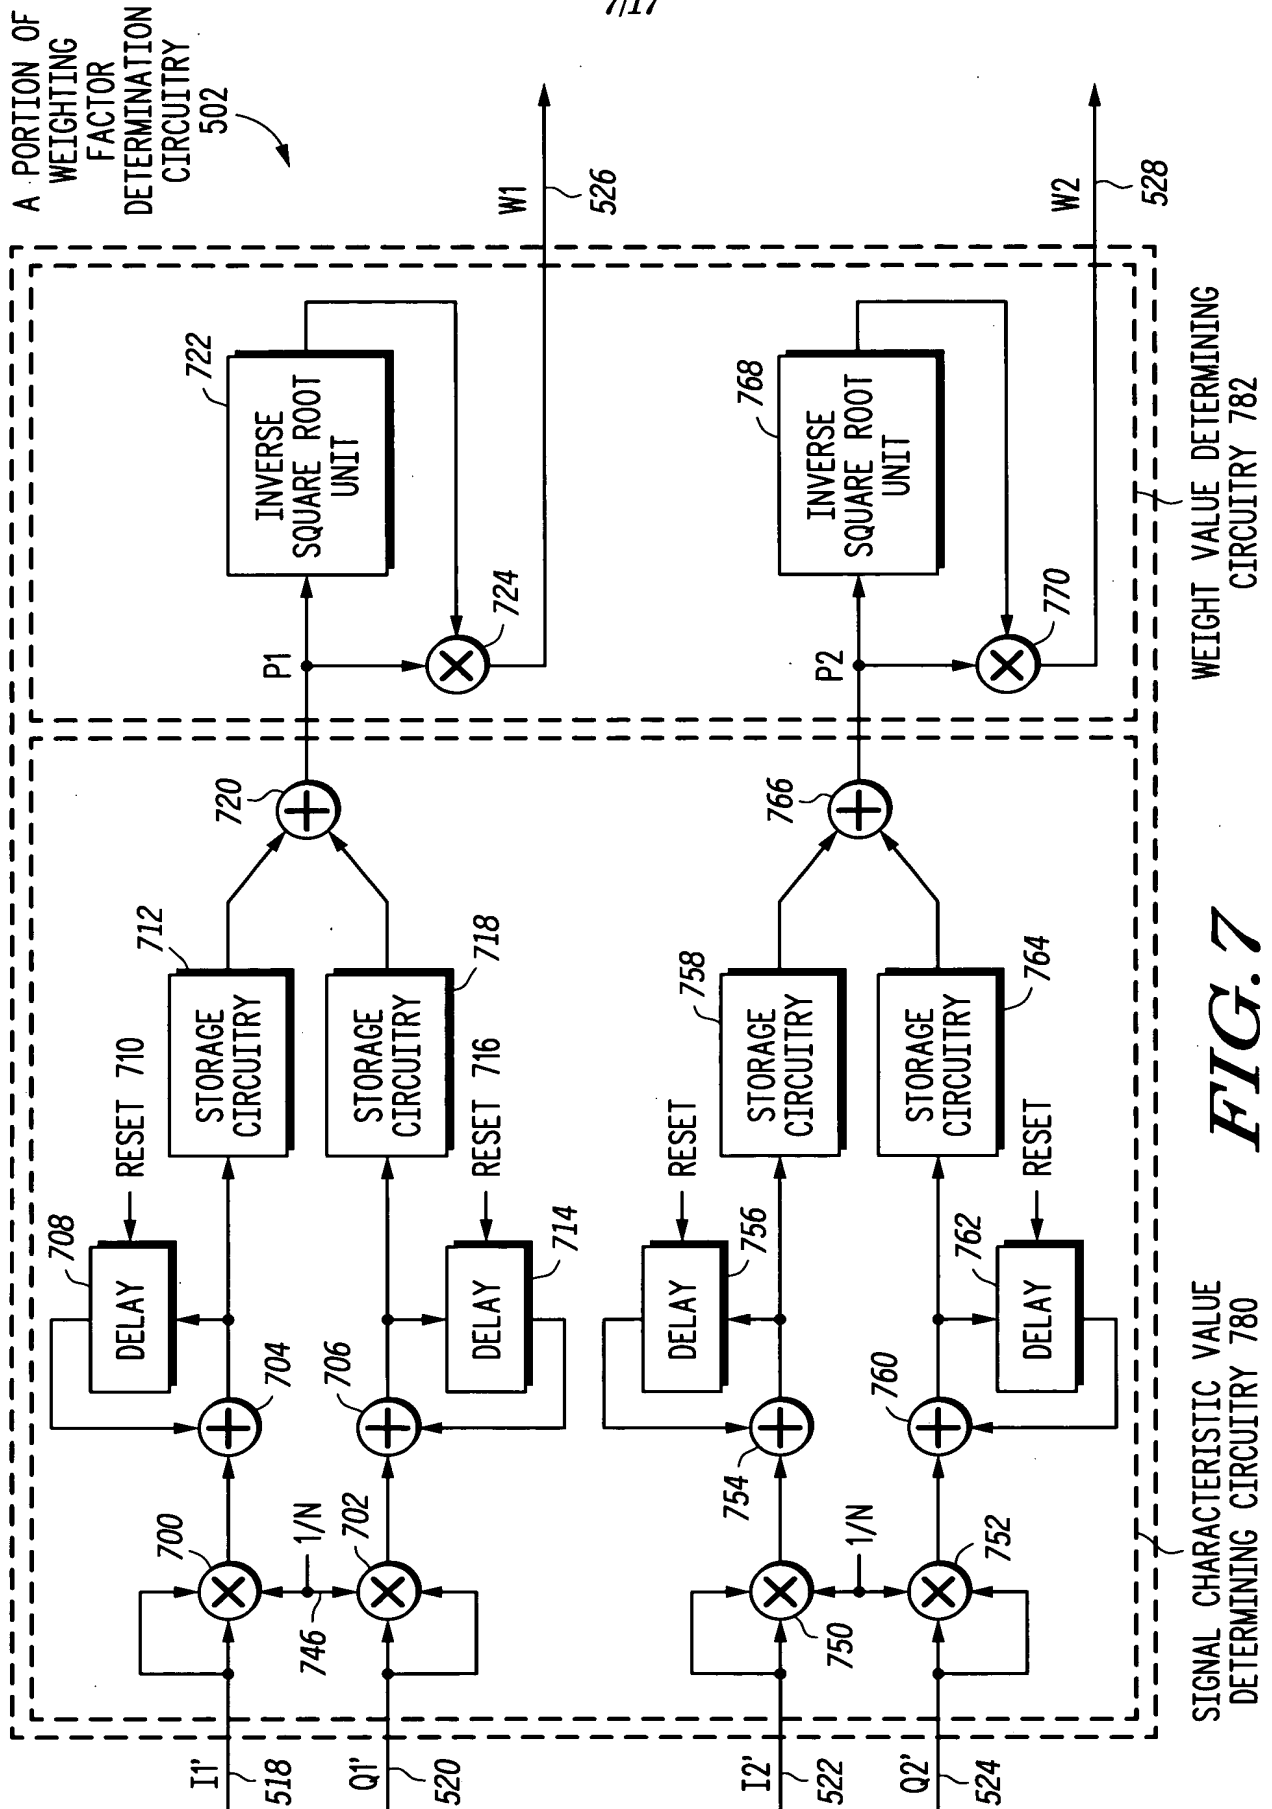 7/17
A PORTION OF
WEIGHTING
FACTOR
DETERMINATION
CIRCUITRY
502
I1'
518
Q1'
520
700
1/N
746
702
704
706
708
DELAY
RESET 710
714
DELAY
RESET 716
712
STORAGE
CIRCUITRY
718
STORAGE
CIRCUITRY
720
P1
722
INVERSE
SQUARE ROOT
UNIT
724
W1
526
I2'
522
Q2'
524
750
1/N
752
754
760
756
DELAY
RESET
762
DELAY
RESET
758
STORAGE
CIRCUITRY
764
STORAGE
CIRCUITRY
766
P2
768
INVERSE
SQUARE ROOT
UNIT
770
W2
528
SIGNAL CHARACTERISTIC VALUE
DETERMINING CIRCUITRY 780
WEIGHT VALUE DETERMINING
CIRCUITRY 782
FIG.7